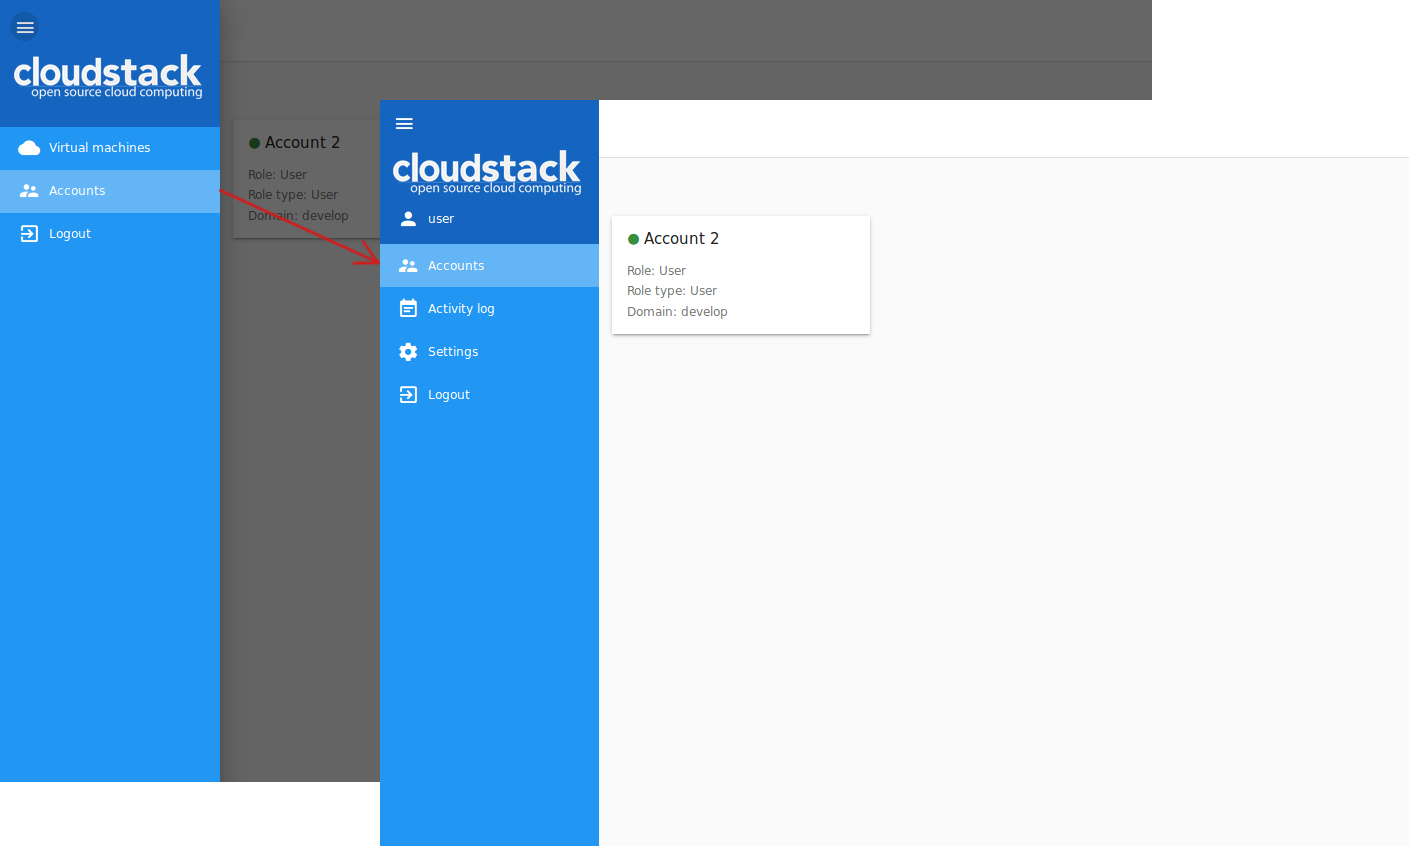 cloudstack
open source cloud computing
Virtual machines
Accounts
Logout
Account 2
Role: User
Role type: User
Domain: develop
cloudstack
open source cloud computing
user
Accounts
Activity log
Settings
Logout
Account 2
Role: User
Role type: User
Domain: develop